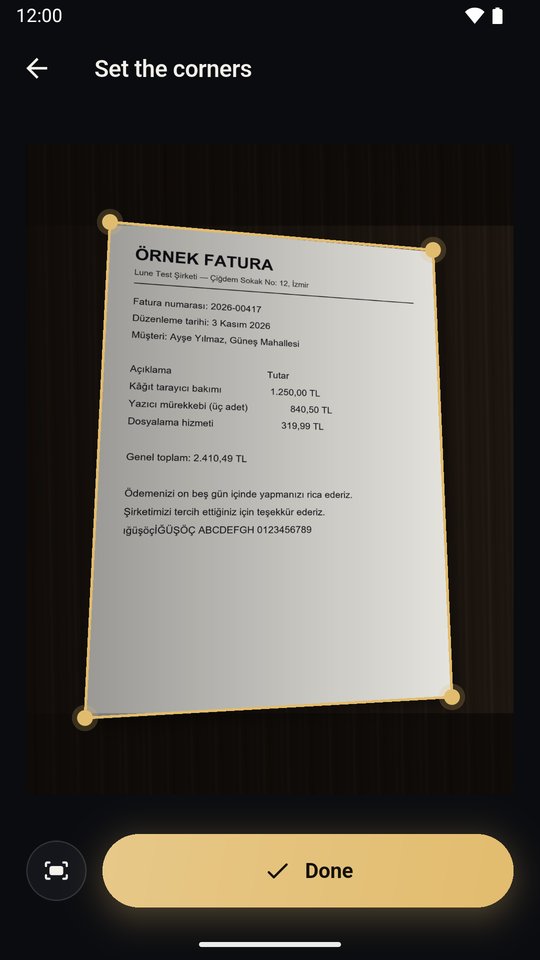 12:00
Set the corners
ÖRNEK FATURA
Lune Test Şirketi — Çiğdem Sokak No: 12, İzmir
Fatura numarası: 2026-00417
Düzenleme tarihi: 3 Kasım 2026
Müşteri: Ayşe Yılmaz, Güneş Mahallesi
Açıklama Tutar
Kâğıt tarayıcı bakımı 1.250,00 TL
Yazıcı mürekkebi (üç adet) 840,50 TL
Dosyalama hizmeti 319,99 TL
Genel toplam: 2.410,49 TL
Ödemenizi on beş gün içinde yapmanızı rica ederiz.
Şirketimizi tercih ettiğiniz için teşekkür ederiz.
ığüşöçİĞÜŞÖÇ ABCDEFGH 0123456789
Done